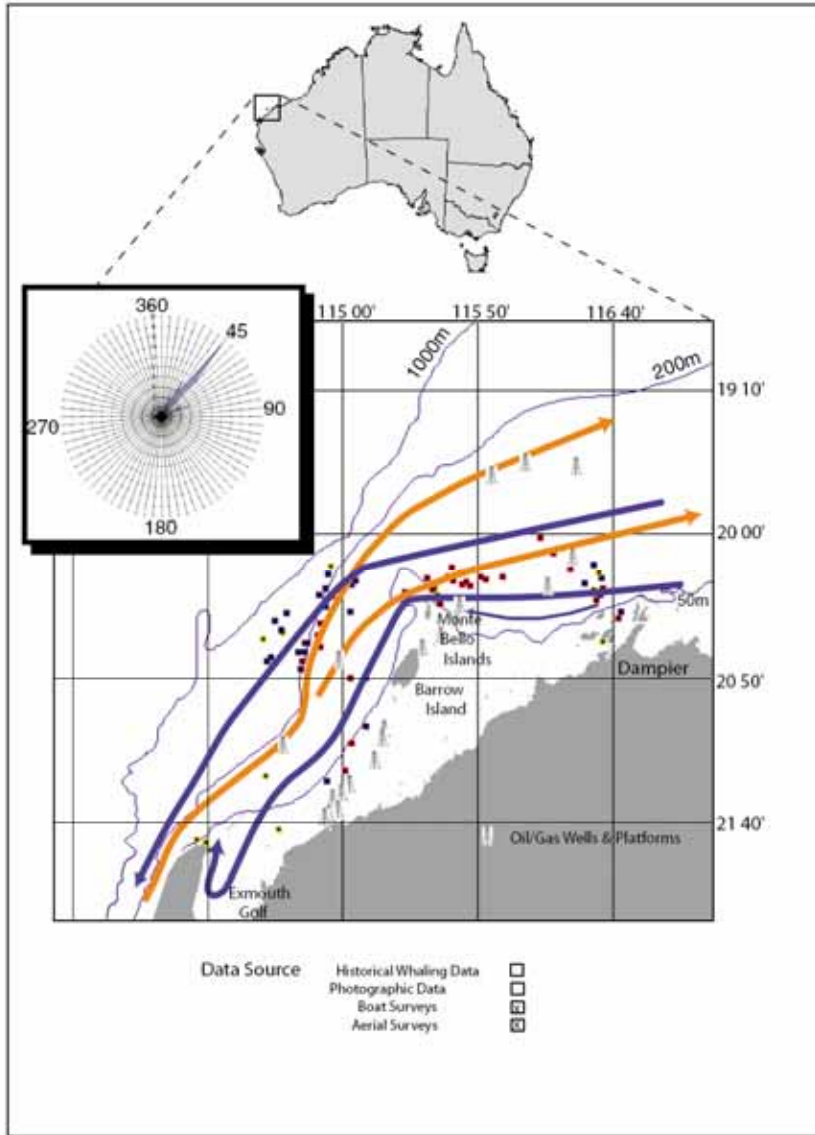 360
45
90
180
270
115 00'
115 50'
116 40'
1000m
200m
19 10'
20 00'
50m
Monte
Bello
Islands
Dampier
20 50'
Barrow
Island
21 40'
Oil/Gas Wells & Platforms
Exmouth
Golf
Data Source
Historical Whaling Data
Photographic Data
Boat Surveys
Aerial Surveys